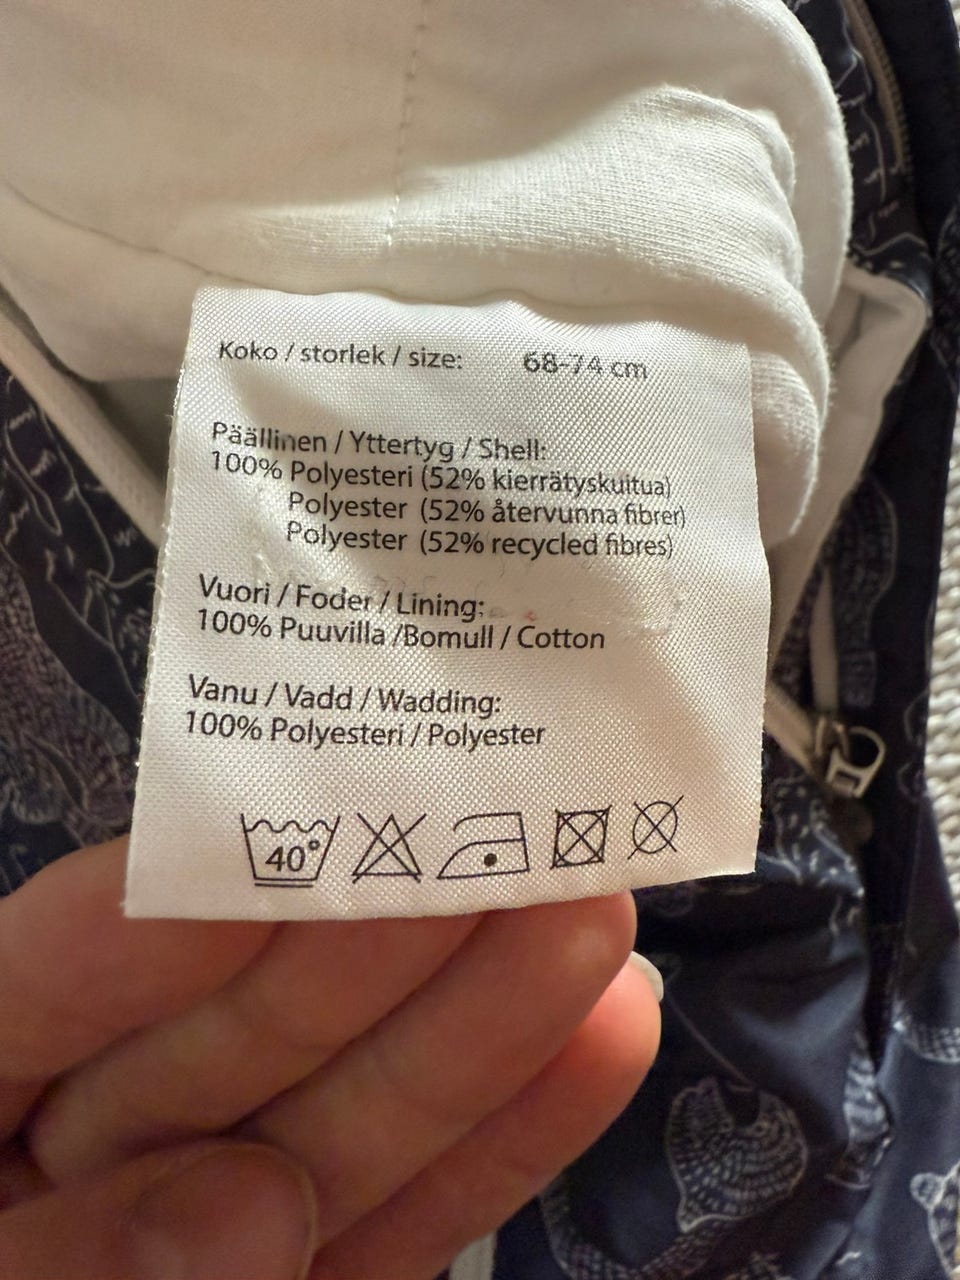 Koko / storlek / size: 68-74 cm
Päällinen / Yttertyg / Shell:
100% Polyesteri (52% kierrätyskuitua)
Polyester (52% återvunna fibrer)
Polyester (52% recycled fibres)
Vuori / Foder / Lining:
100% Puuvilla /Bomull / Cotton
Vanu / Vadd / Wadding:
100% Polyesteri / Polyester
40°